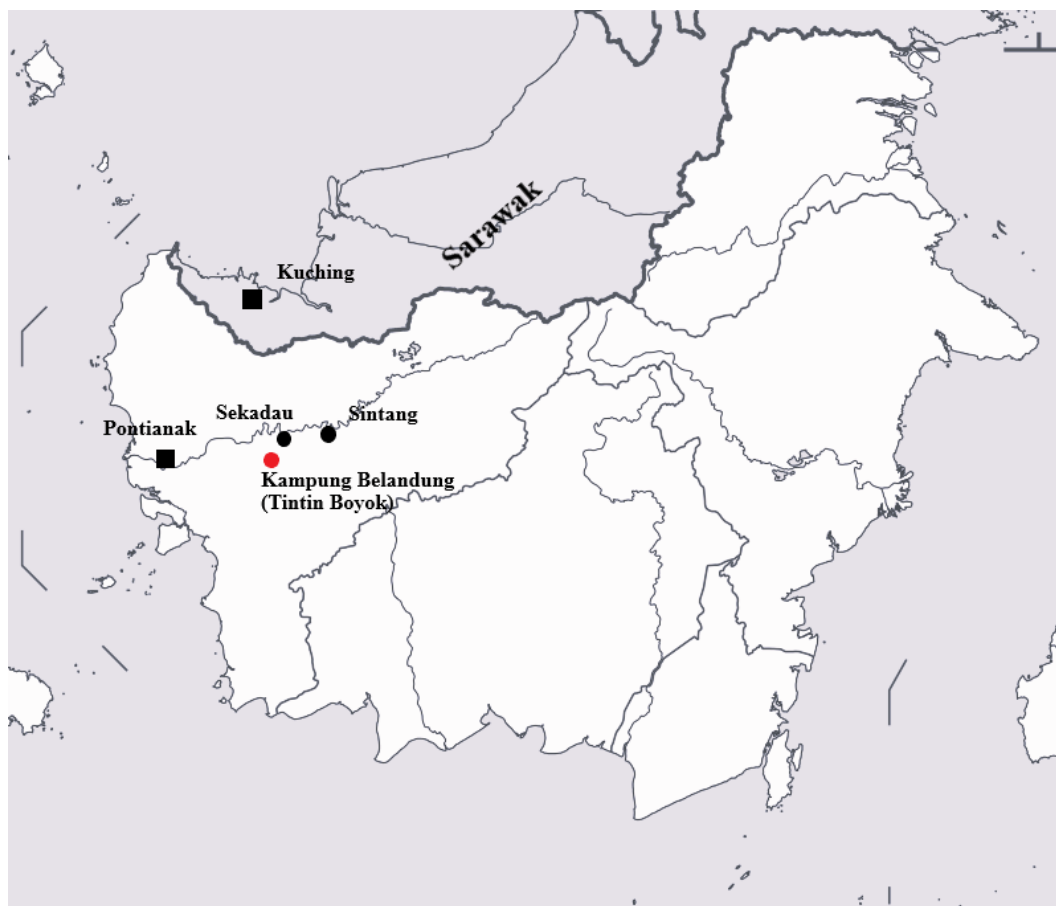 Sarawak
Kuching
Sekadau
Sintang
Pontianak
Kampung Belandung
(Tintin Boyok)